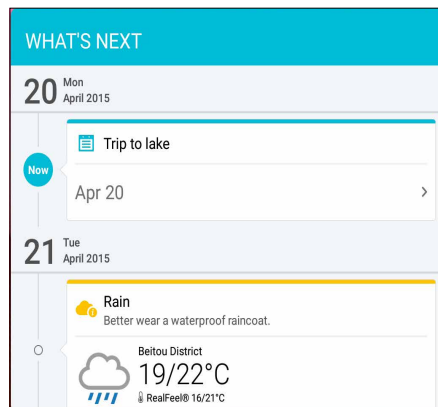 WHAT'S NEXT
20 Mon
April 2015
Trip to lake
Now
Apr 20
21 Tue
April 2015
Rain
Better wear a waterproof raincoat.
Beitou District
19/22°C
RealFeel® 16/21°C